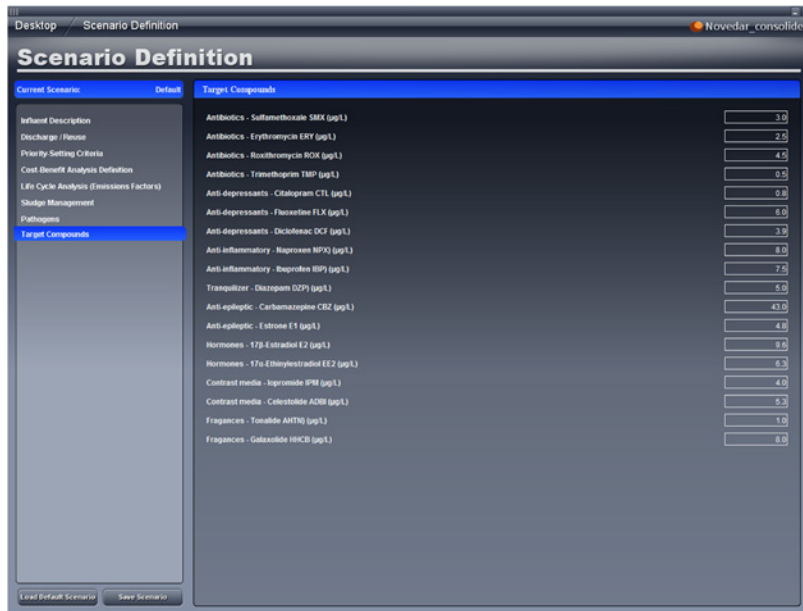 Desktop Scenario Definition
Novedar_consolide
Scenario Definition
Current Scenario: Default
Influent Description
Discharge / Reuse
Priority-Setting Criteria
Cost-Benefit Analysis Definition
Life Cycle Analysis (Emissions Factors)
Sludge Management
Pathogens
Target Compounds
Load Default Scenario Save Scenario
Target Compounds
Antibiotics - Sulfamethoxale SMX (µg/L) 3.0
Antibiotics - Erythromycin ERY (µg/L) 2.5
Antibiotics - Roxithromycin ROX (µg/L) 4.5
Antibiotics - Trimethoprim TMP (µg/L) 0.5
Anti-depressants - Citalopram CTL (µg/L) 0.8
Anti-depressants - Fluoxetine FLX (µg/L) 6.0
Anti-depressants - Diclofenac DCF (µg/L) 3.9
Anti-inflammatory - Naproxen NPX) (µg/L) 8.0
Anti-inflammatory - Ibuprofen IBP) (µg/L) 7.5
Tranquilizer - Diazepam DZP) (µg/L) 5.0
Anti-epileptic - Carbamazepine CBZ (µg/L) 43.0
Anti-epileptic - Estrone E1 (µg/L) 4.8
Hormones - 17β-Estradiol E2 (µg/L) 9.6
Hormones - 17α-Ethinylestradiol EE2 (µg/L) 6.3
Contrast media - Iopromide IPM (µg/L) 4.0
Contrast media - Celestolide ADBI (µg/L) 5.3
Fragances - Tonalide AHTN) (µg/L) 1.0
Fragances - Galaxolide HHCB (µg/L) 8.0